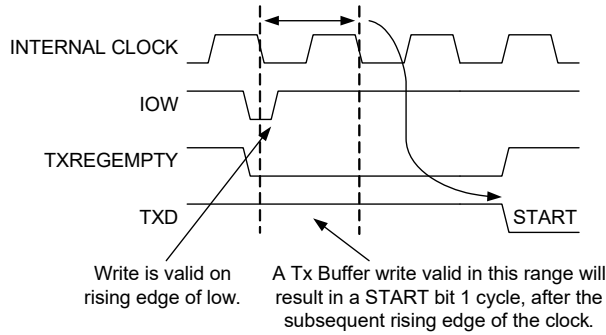 INTERNAL CLOCK
IOW
TXREGEMPTY
TXD
START
Write is valid on
rising edge of low.
A Tx Buffer write valid in this range will
result in a START bit 1 cycle, after the
subsequent rising edge of the clock.